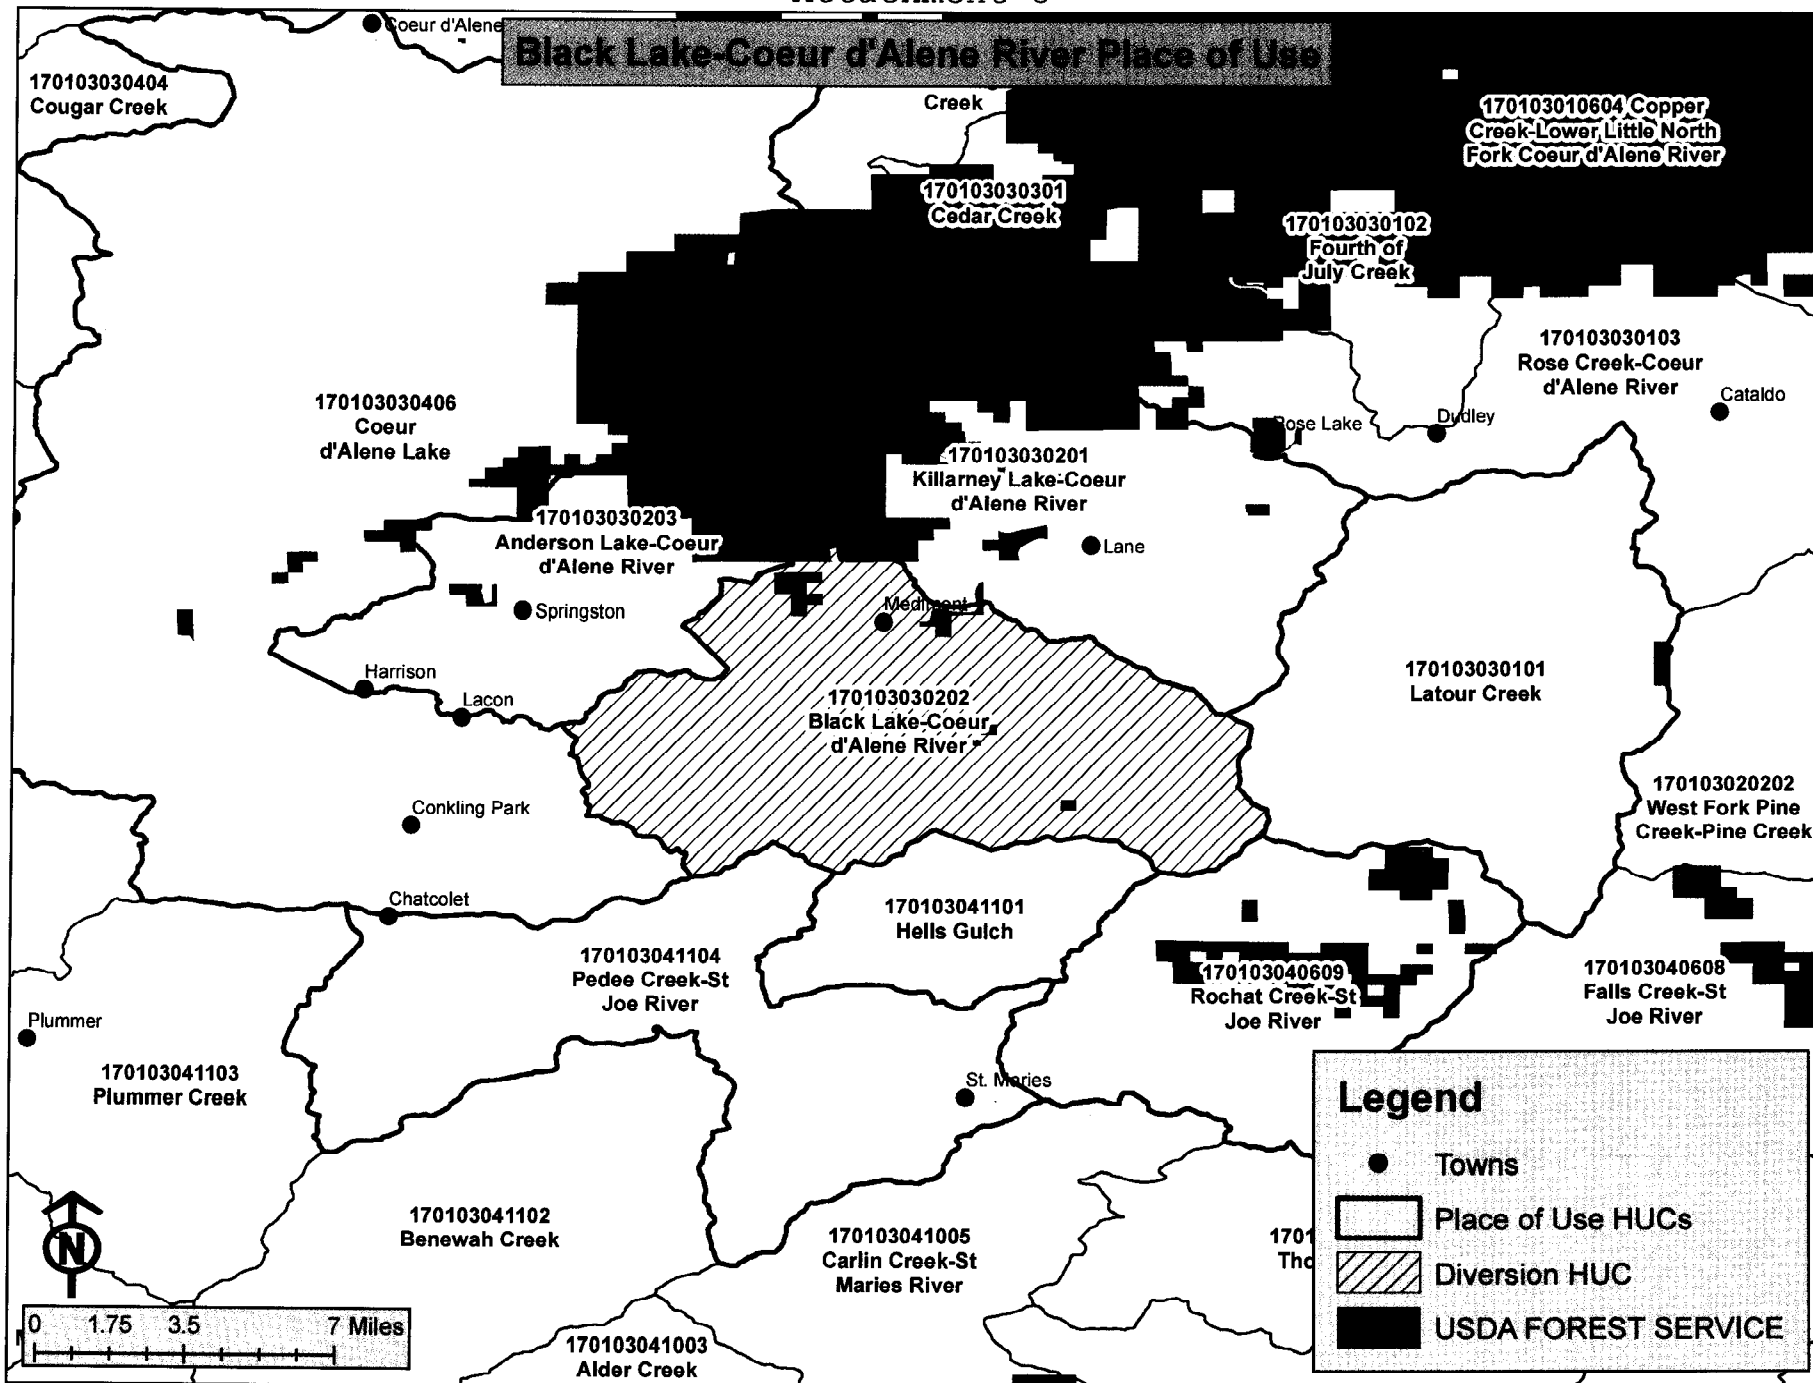 Coeur d'Alene
Black Lake-Coeur d'Alene River Place of Use
170103030404
Cougar Creek
Creek
170103010604 Copper
Creek-Lower Little North
Fork Coeur d'Alene River
170103030301
Cedar Creek
170103030102
Fourth of
July Creek
170103030103
Rose Creek-Coeur
d'Alene River
Cataldo
170103030406
Coeur
d'Alene Lake
Rose Lake
Dudley
170103030201
Killarney Lake-Coeur
d'Alene River
170103030203
Anderson Lake-Coeur
d'Alene River
Lane
Springston
Medimont
Harrison
Lacon
170103030202
Black Lake-Coeur
d'Alene River
170103030101
Latour Creek
Conkling Park
170103020202
West Fork Pine
Creek-Pine Creek
Chatcolet
170103041101
Hells Gulch
170103041104
Pedee Creek-St
Joe River
170103040609
Rochat Creek-St
Joe River
170103040608
Falls Creek-St
Joe River
Plummer
170103041103
Plummer Creek
St. Maries
170103041102
Benewah Creek
170103041005
Carlin Creek-St
Maries River
1701
Tho
170103041003
Alder Creek
N
0 1.75 3.5 7 Miles
Legend
Towns
Place of Use HUCs
Diversion HUC
USDA FOREST SERVICE